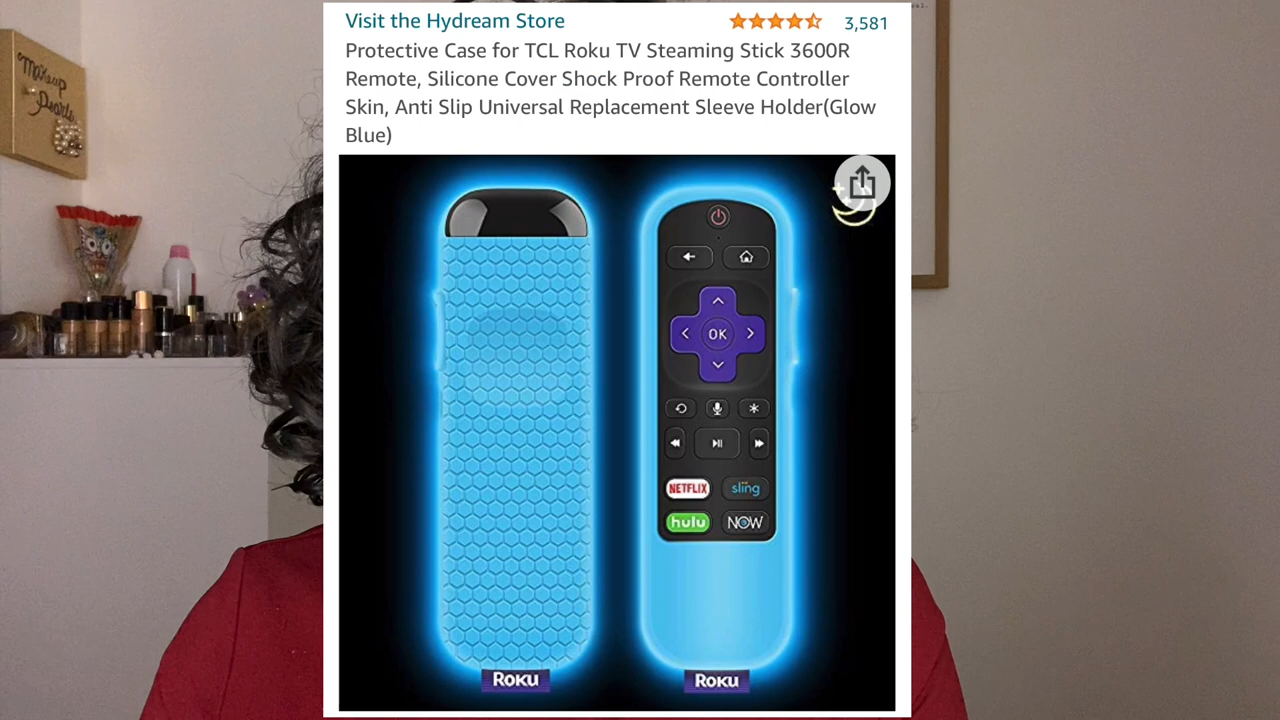 Visit the Hydream Store
3,581
Protective Case for TCL Roku TV Steaming Stick 3600R
Remote, Silicone Cover Shock Proof Remote Controller
Skin, Anti Slip Universal Replacement Sleeve Holder(Glow
Blue)
Makeup
Pearls
OK
NETFLIX
sling
hulu
NOW
ROKU
ROKU